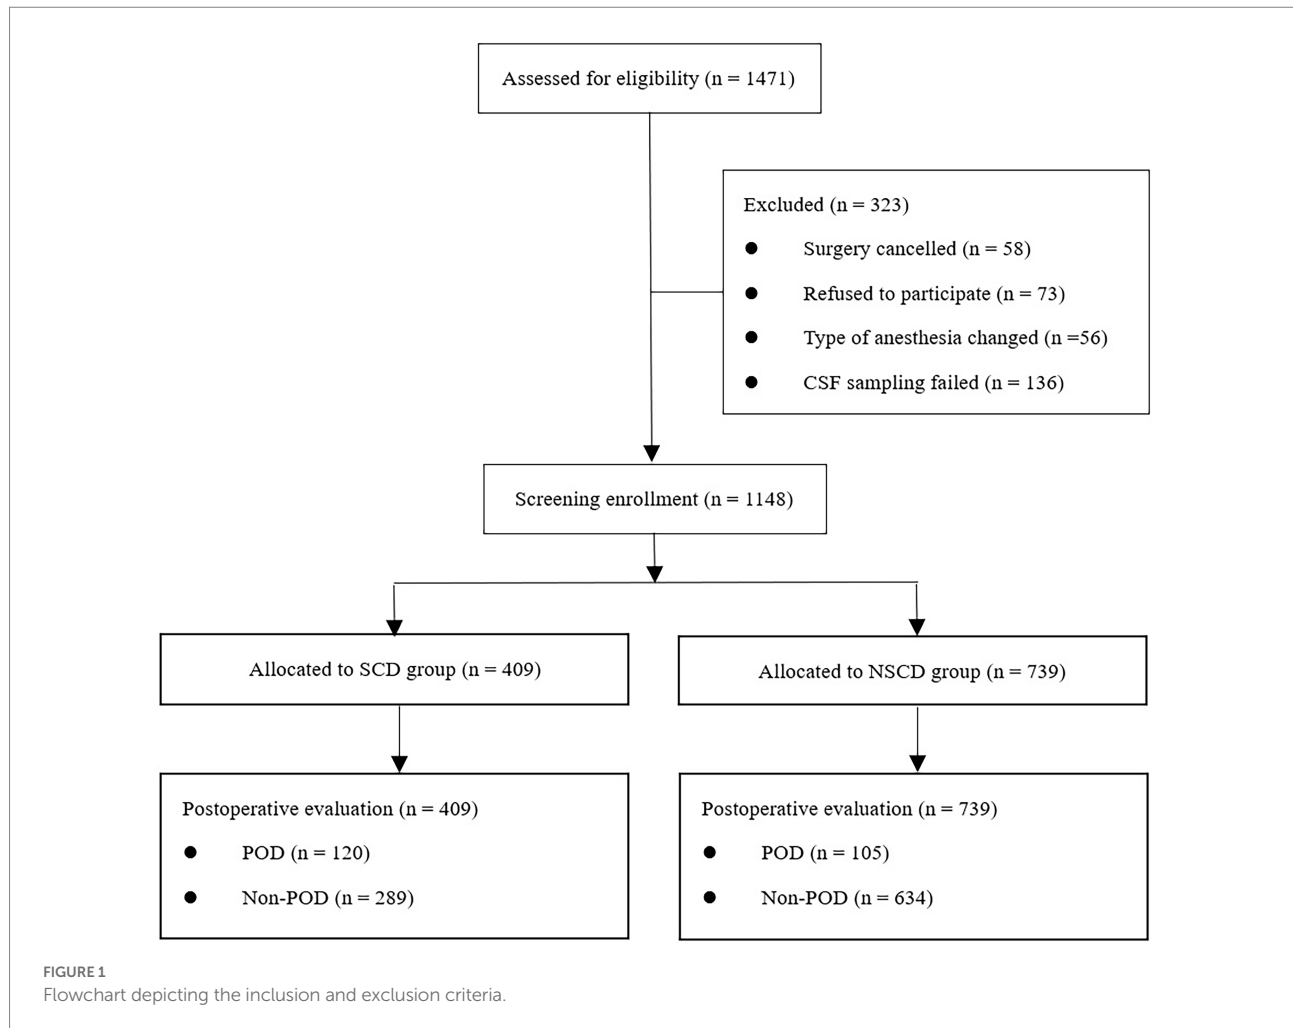 Assessed for eligibility (n = 1471)
Excluded (n = 323)
● Surgery cancelled (n = 58)
● Refused to participate (n = 73)
● Type of anesthesia changed (n =56)
● CSF sampling failed (n = 136)
Screening enrollment (n = 1148)
Allocated to SCD group (n = 409)
Allocated to NSCD group (n = 739)
Postoperative evaluation (n = 409)
● POD (n = 120)
● Non-POD (n = 289)
Postoperative evaluation (n = 739)
● POD (n = 105)
● Non-POD (n = 634)
FIGURE 1
Flowchart depicting the inclusion and exclusion criteria.